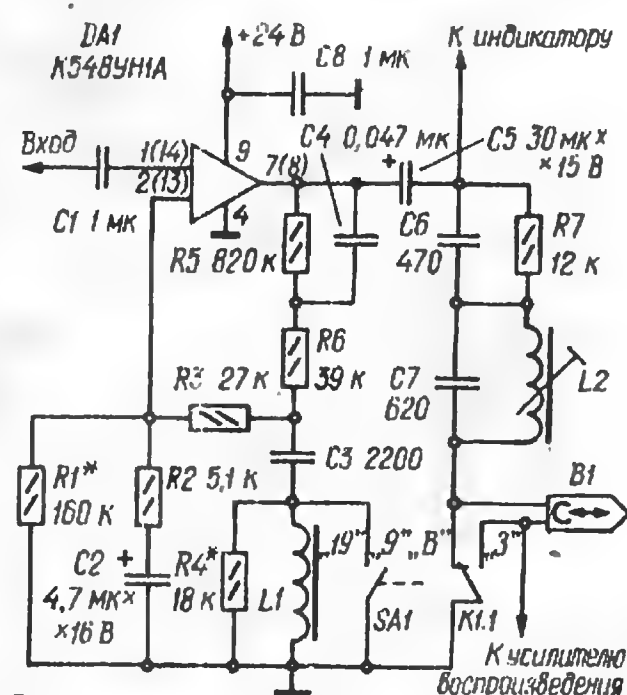 DA1
К548УН1А
+24 В
С8 1 мк
К индикатору
Вход
1(14)
2(13)
9
4
7(8)
С4 0,047 мк
+
С5 30 мк×
×15 В
С1 1 мк
R5 820 к
С6
470
R7
12 к
R6
39 к
R3 27 к
С7
620
L2
С3 2200
R1*
160 к
R2 5,1 к
С2
+
4,7 мк×
×16 В
R4*
18 к
L1
„19"
„9"
„В"
„З"
SA1
К1.1
В1
К усилителю
воспроизведения